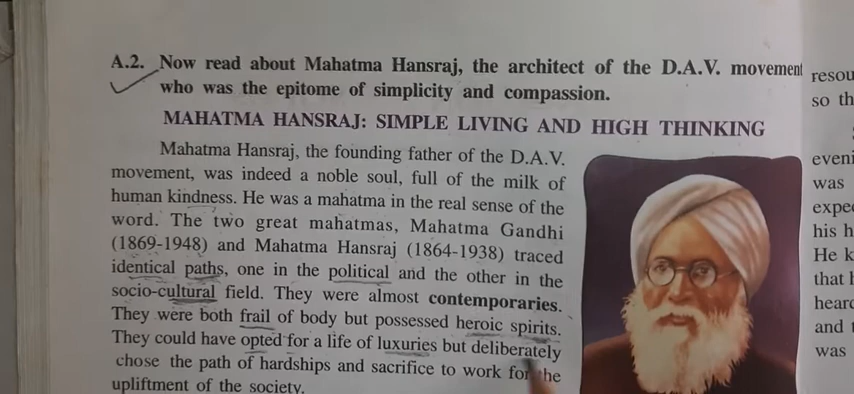 A.2. Now read about Mahatma Hansraj, the architect of the D.A.V. movement
who was the epitome of simplicity and compassion.
MAHATMA HANSRAJ: SIMPLE LIVING AND HIGH THINKING
Mahatma Hansraj, the founding father of the D.A.V.
movement, was indeed a noble soul, full of the milk of
human kindness. He was a mahatma in the real sense of the
word. The two great mahatmas, Mahatma Gandhi
(1869-1948) and Mahatma Hansraj (1864-1938) traced
identical paths, one in the political and the other in the
socio-cultural field. They were almost contemporaries.
They were both frail of body but possessed heroic spirits.
They could have opted for a life of luxuries but deliberately
chose the path of hardships and sacrifice to work for the
upliftment of the society.
resou
so th
eveni
was
expe
his h
He k
that
heard
and
was